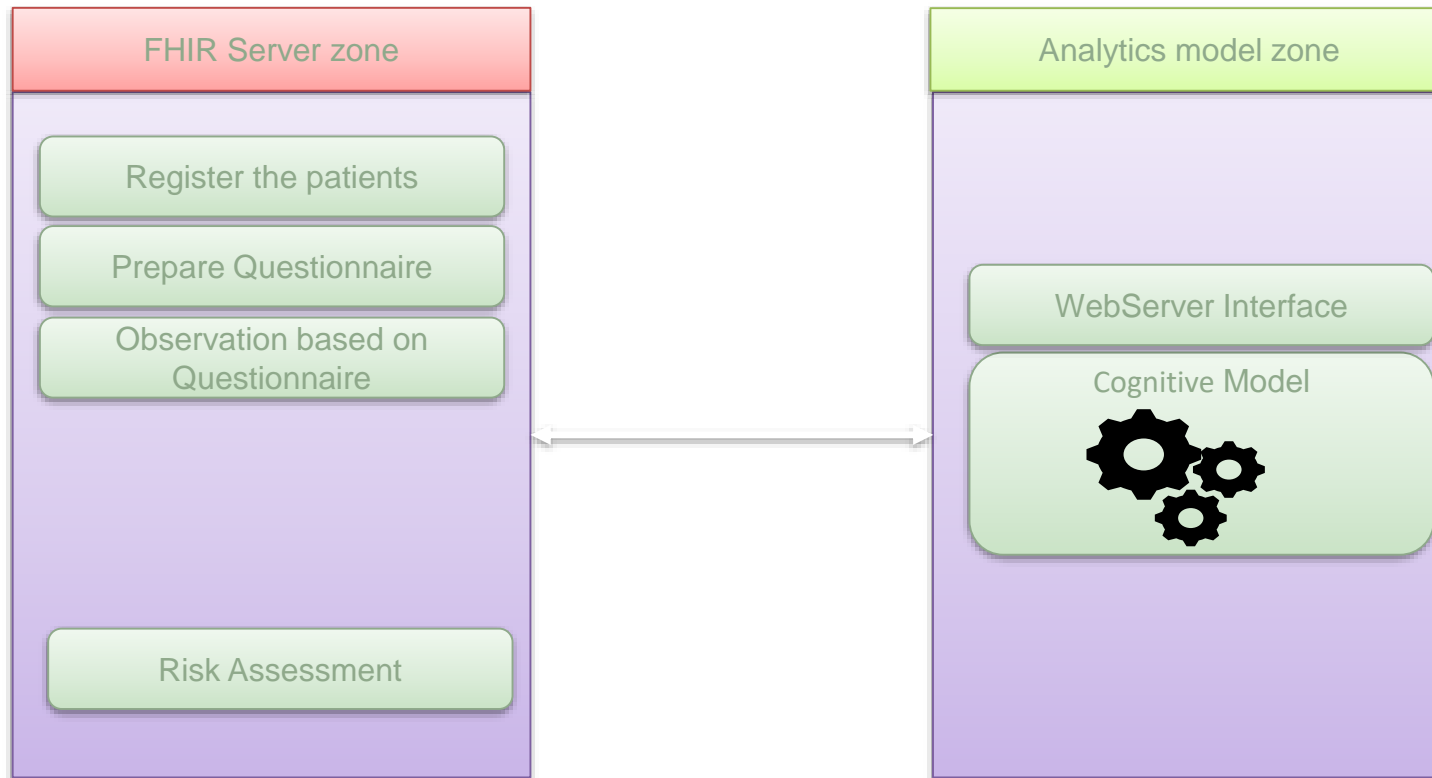 FHIR Server zone
Register the patients
Prepare Questionnaire
Observation based on
Questionnaire
Risk Assessment
Analytics model zone
WebServer Interface
Cognitive Model